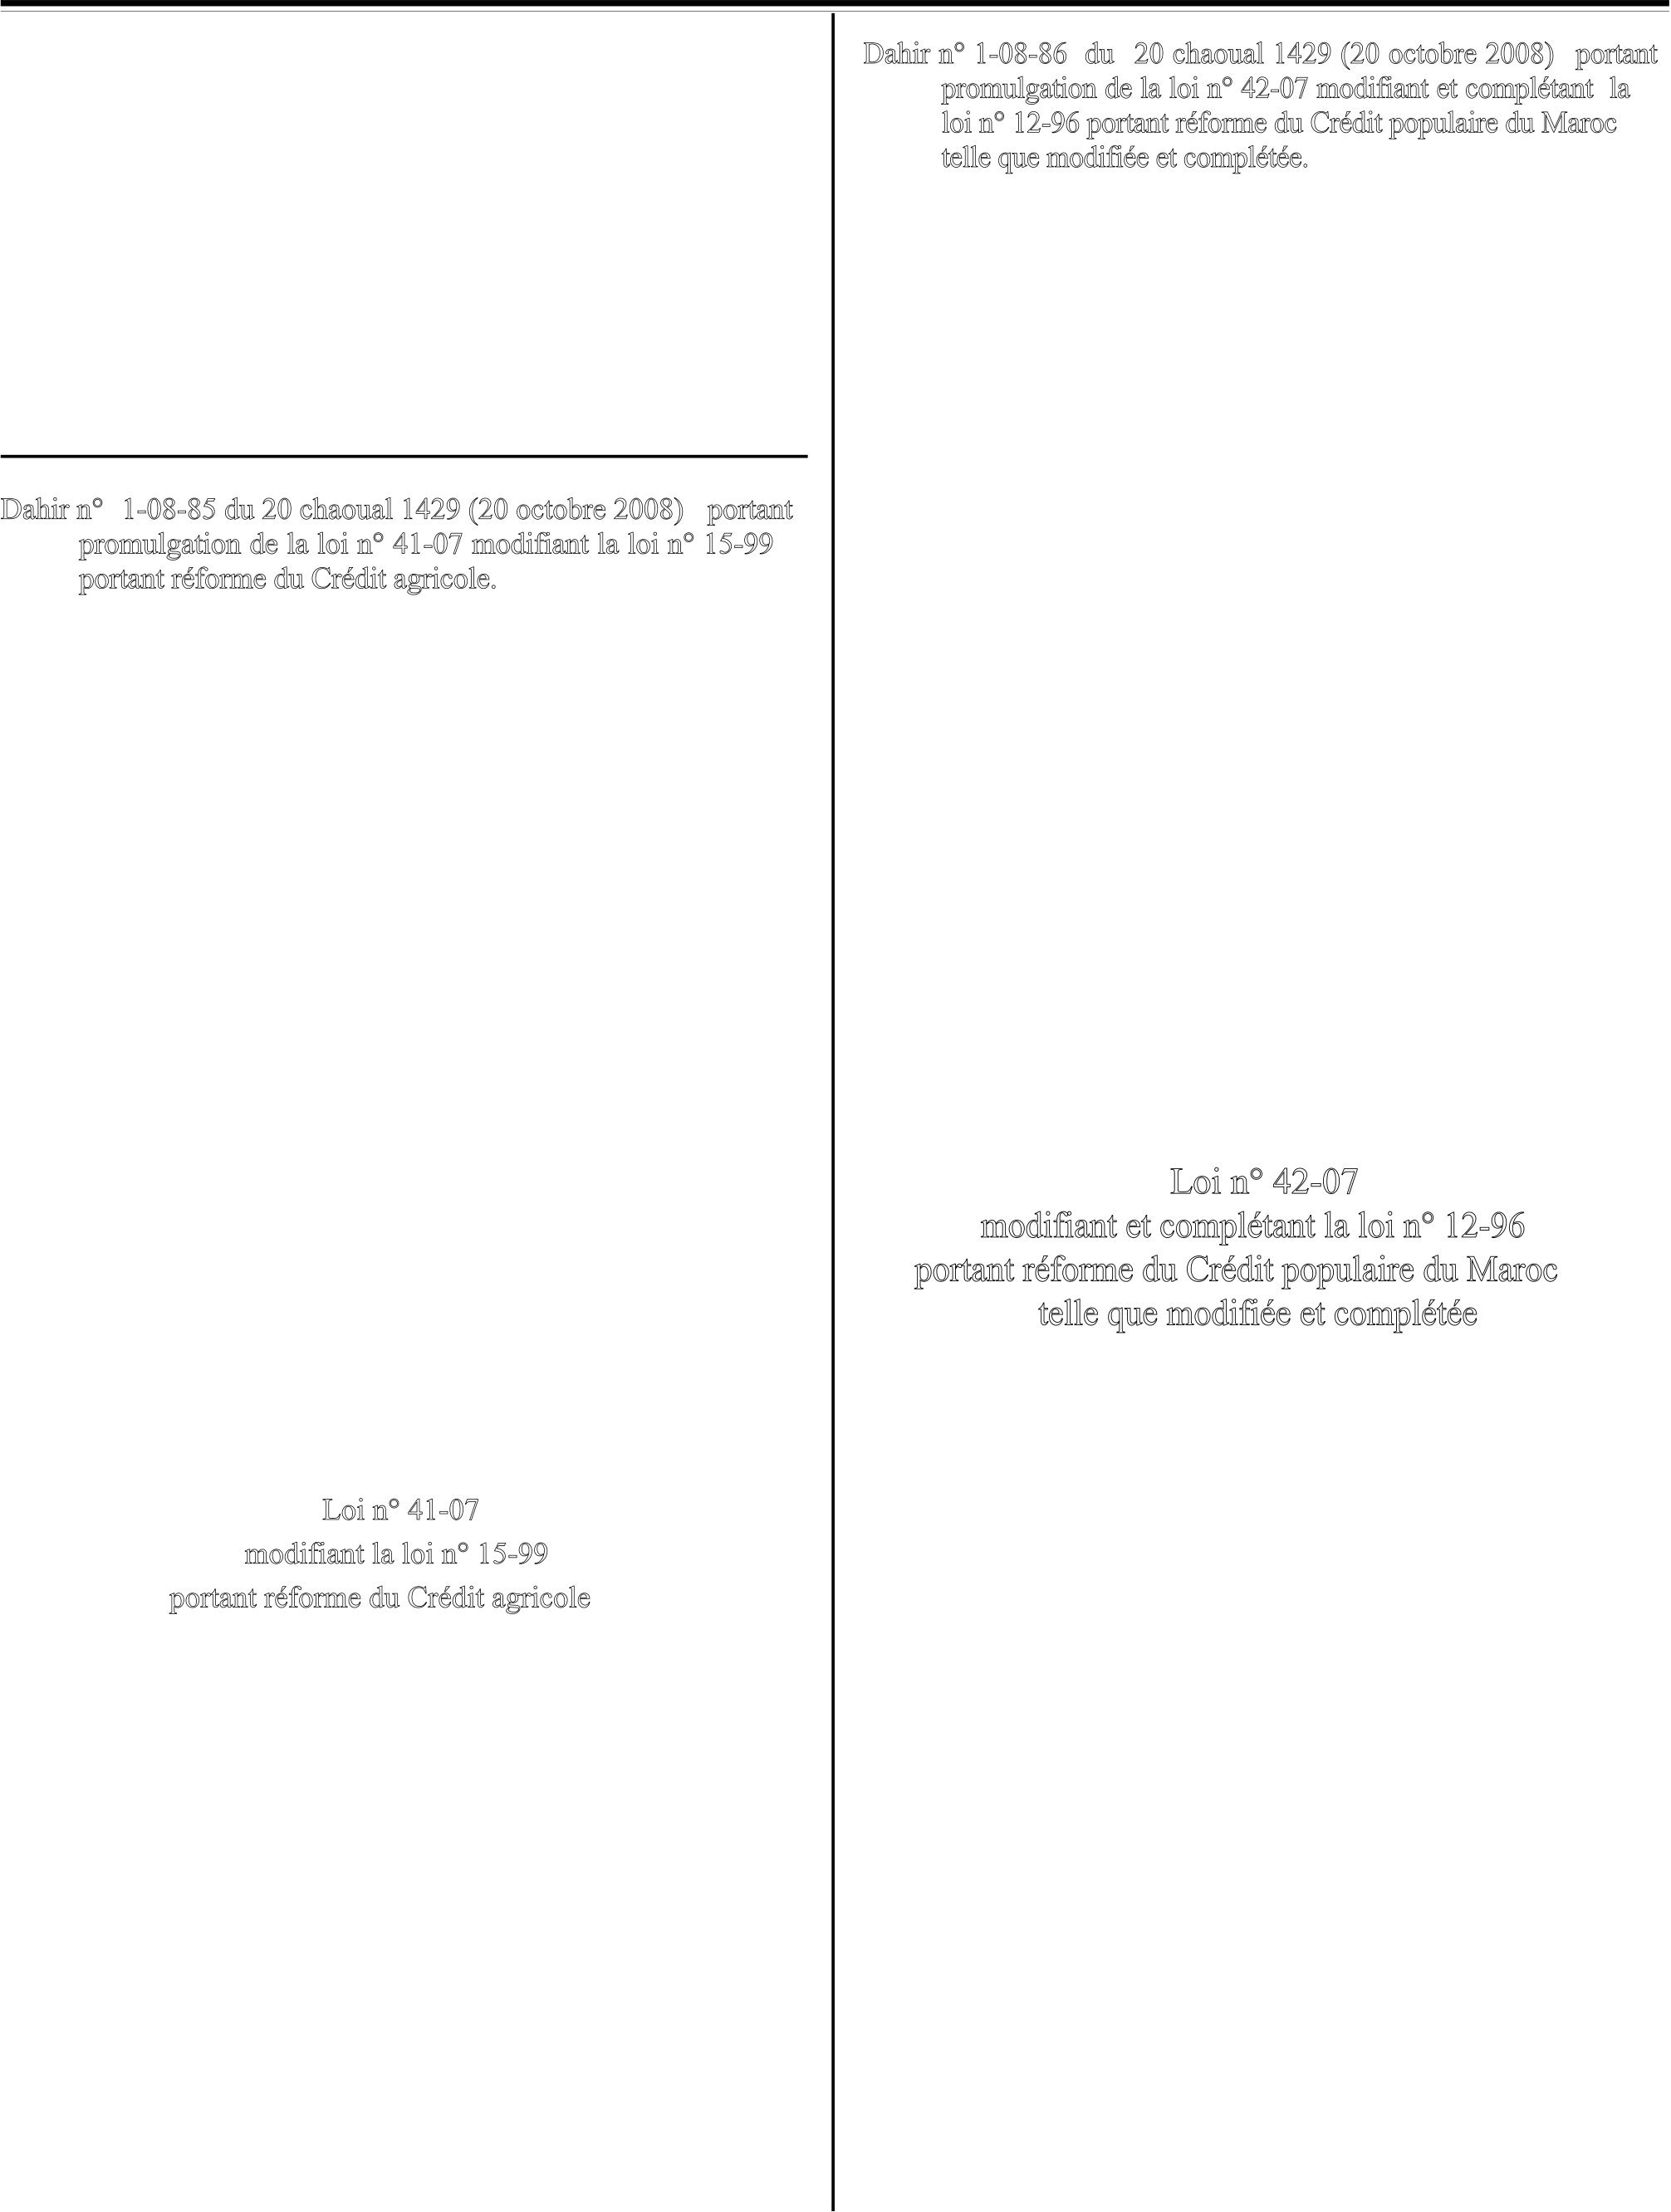 Dahir n° 1-08-85 du 20 chaoual 1429 (20 octobre 2008) portant
promulgation de la loi n° 41-07 modifiant la loi n° 15-99
portant réforme du Crédit agricole.
Loi n° 41-07
modifiant la loi n° 15-99
portant réforme du Crédit agricole
Dahir n° 1-08-86 du 20 chaoual 1429 (20 octobre 2008) portant
promulgation de la loi n° 42-07 modifiant et complétant la
loi n° 12-96 portant réforme du Crédit populaire du Maroc
telle que modifiée et complétée.
Loi n° 42-07
modifiant et complétant la loi n° 12-96
portant réforme du Crédit populaire du Maroc
telle que modifiée et complétée